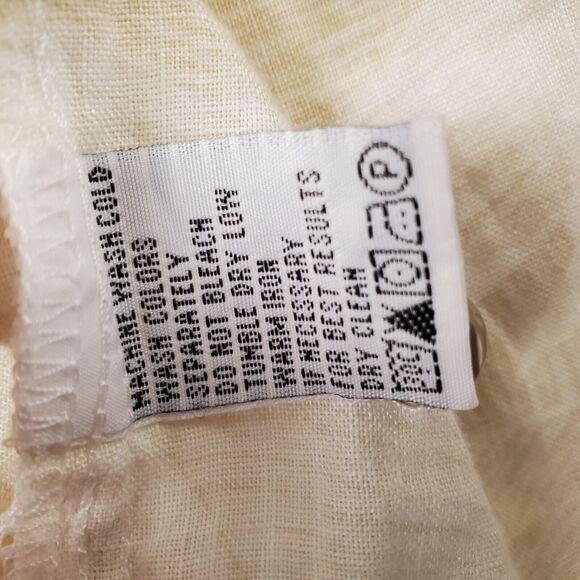 MACHINE WASH COLD
WASH COLORS
SEPARATELY
DO NOT BLEACH
TUMBLE DRY LOW
WARM IRON
IF NECESSARY
FOR BEST RESULTS
DRY CLEAN
30°C
P